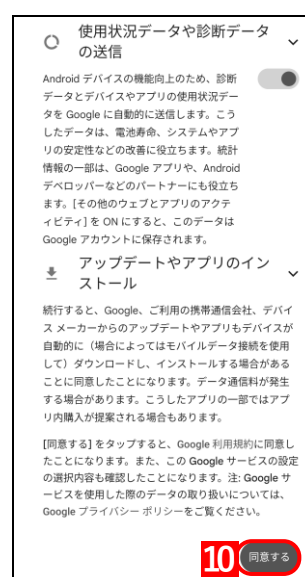 使用状況データや診断データ
の送信
Android デバイスの機能向上のため、診断
データとデバイスやアプリの使用状況デー
タを Google に自動的に送信します。こう
したデータは、電池寿命、システムやアプ
リの安定性などの改善に役立ちます。統計
情報の一部は、Google アプリや、Android
デベロッパーなどのパートナーにも役立ち
ます。[その他のウェブとアプリのアクテ
ィビティ] を ON にすると、このデータは
Google アカウントに保存されます。
アップデートやアプリのイン
ストール
続行すると、Google、ご利用の携帯通信会社、デバイ
ス メーカーからのアップデートやアプリもデバイスが
自動的に（場合によってはモバイルデータ接続を使用
して）ダウンロードし、インストールする場合がある
ことに同意したことになります。データ通信料が発生
する場合があります。こうしたアプリの一部ではアプ
リ内購入が提案される場合もあります。
[同意する] をタップすると、Google 利用規約に同意し
たことになります。また、この Google サービスの設定
の選択内容も確認したことになります。注: Google サ
ービスを使用した際のデータの取り扱いについては、
Google プライバシー ポリシーをご覧ください。
10 同意する